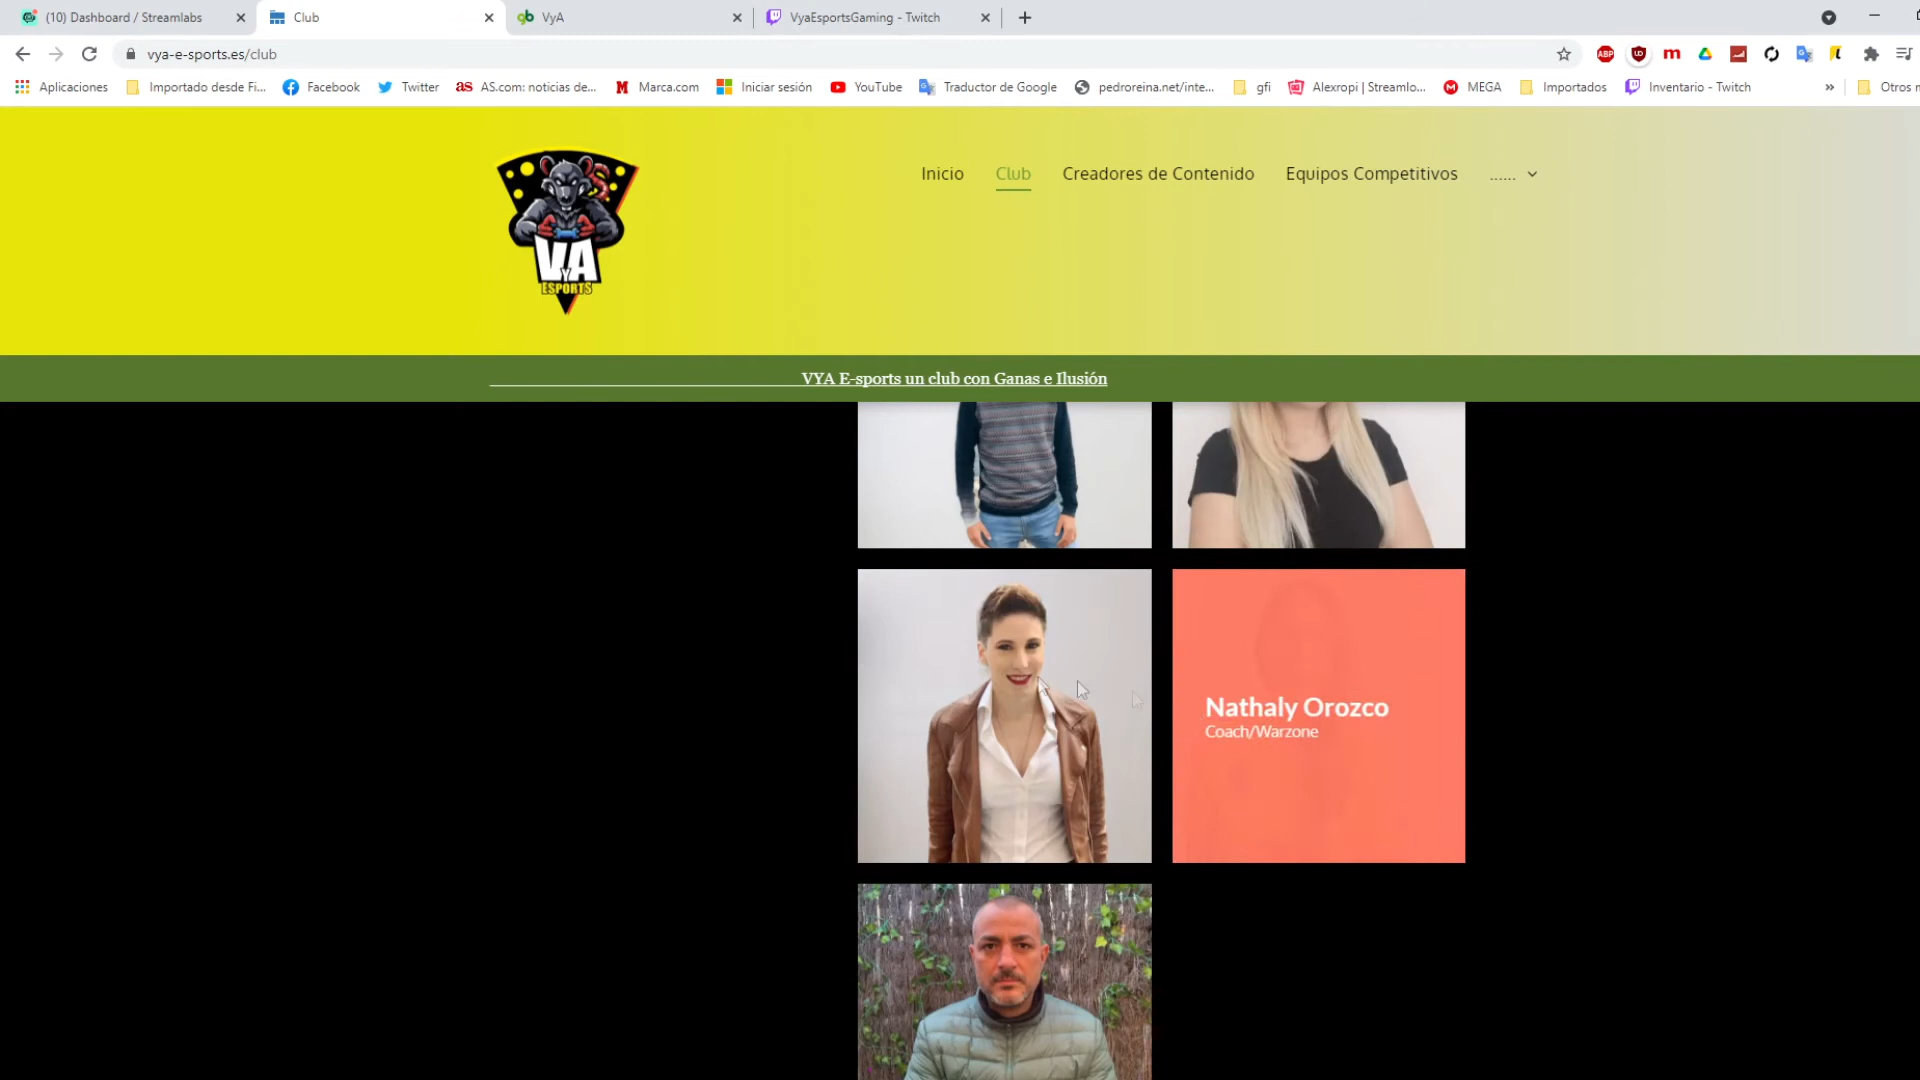 (10) Dashboard / Streamlabs
Club
VyA
VyaEsportsGaming - Twitch
vya-e-sports.es/club
ABP
Aplicaciones
Importado desde Fi...
Facebook
Twitter
as AS.com: noticias de...
M Marca.com
Iniciar sesión
YouTube
Traductor de Google
pedroreina.net/inte...
gfi
Alexropi | Streamlo...
MEGA
Importados
Inventario - Twitch
»
Otros m
VYA
ESPORTS
Inicio
Club
Creadores de Contenido
Equipos Competitivos
......
VYA E-sports un club con Ganas e Ilusión
Nathaly Orozco
Coach/Warzone